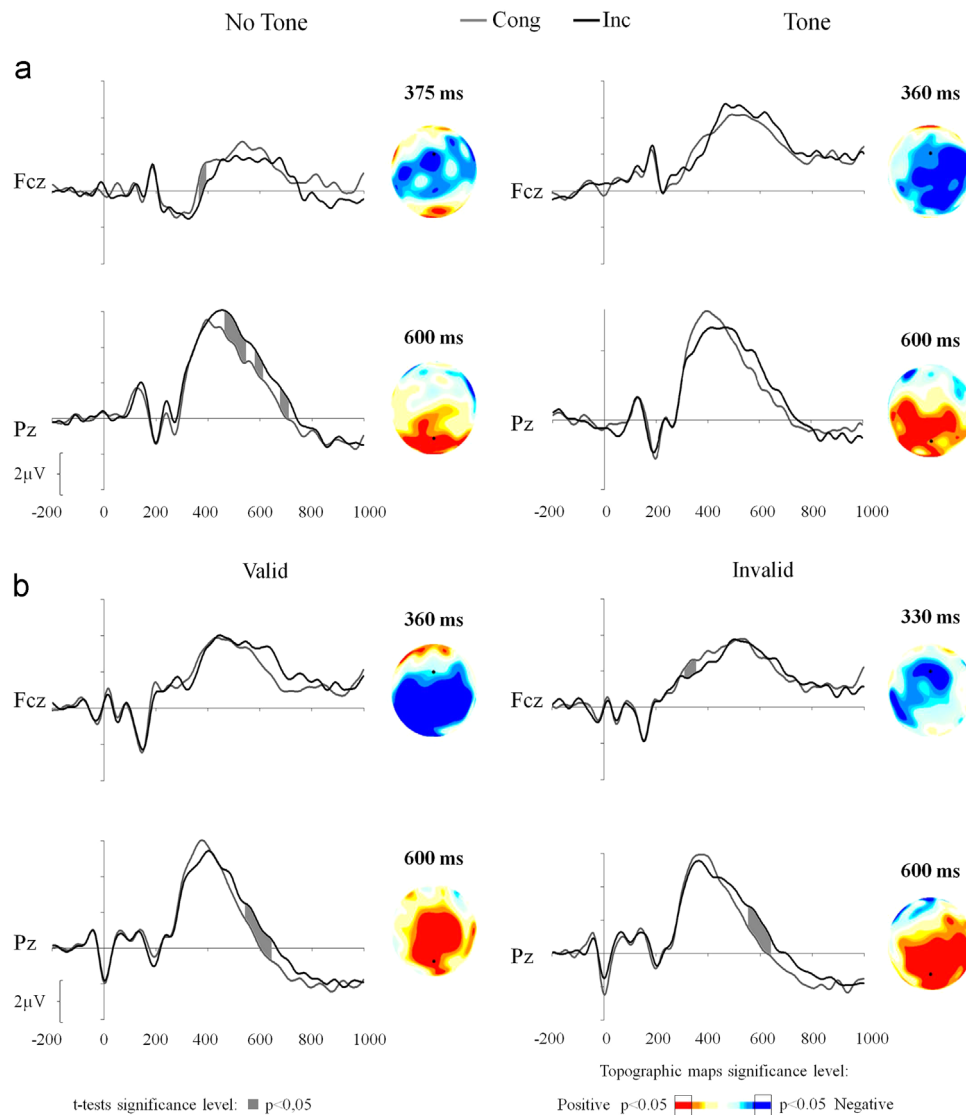 No Tone — Cong — Inc Tone
a
375 ms 360 ms
Fcz Fcz
600 ms 600 ms
Pz Pz
2μV
-200 0 200 400 600 800 1000 -200 0 200 400 600 800 1000
b Valid Invalid
360 ms 330 ms
Fcz Fcz
600 ms 600 ms
Pz Pz
2μV
-200 0 200 400 600 800 1000 -200 0 200 400 600 800 1000
Topographic maps significance level:
t-tests significance level: p<0,05 Positive p<0.05 p<0.05 Negative